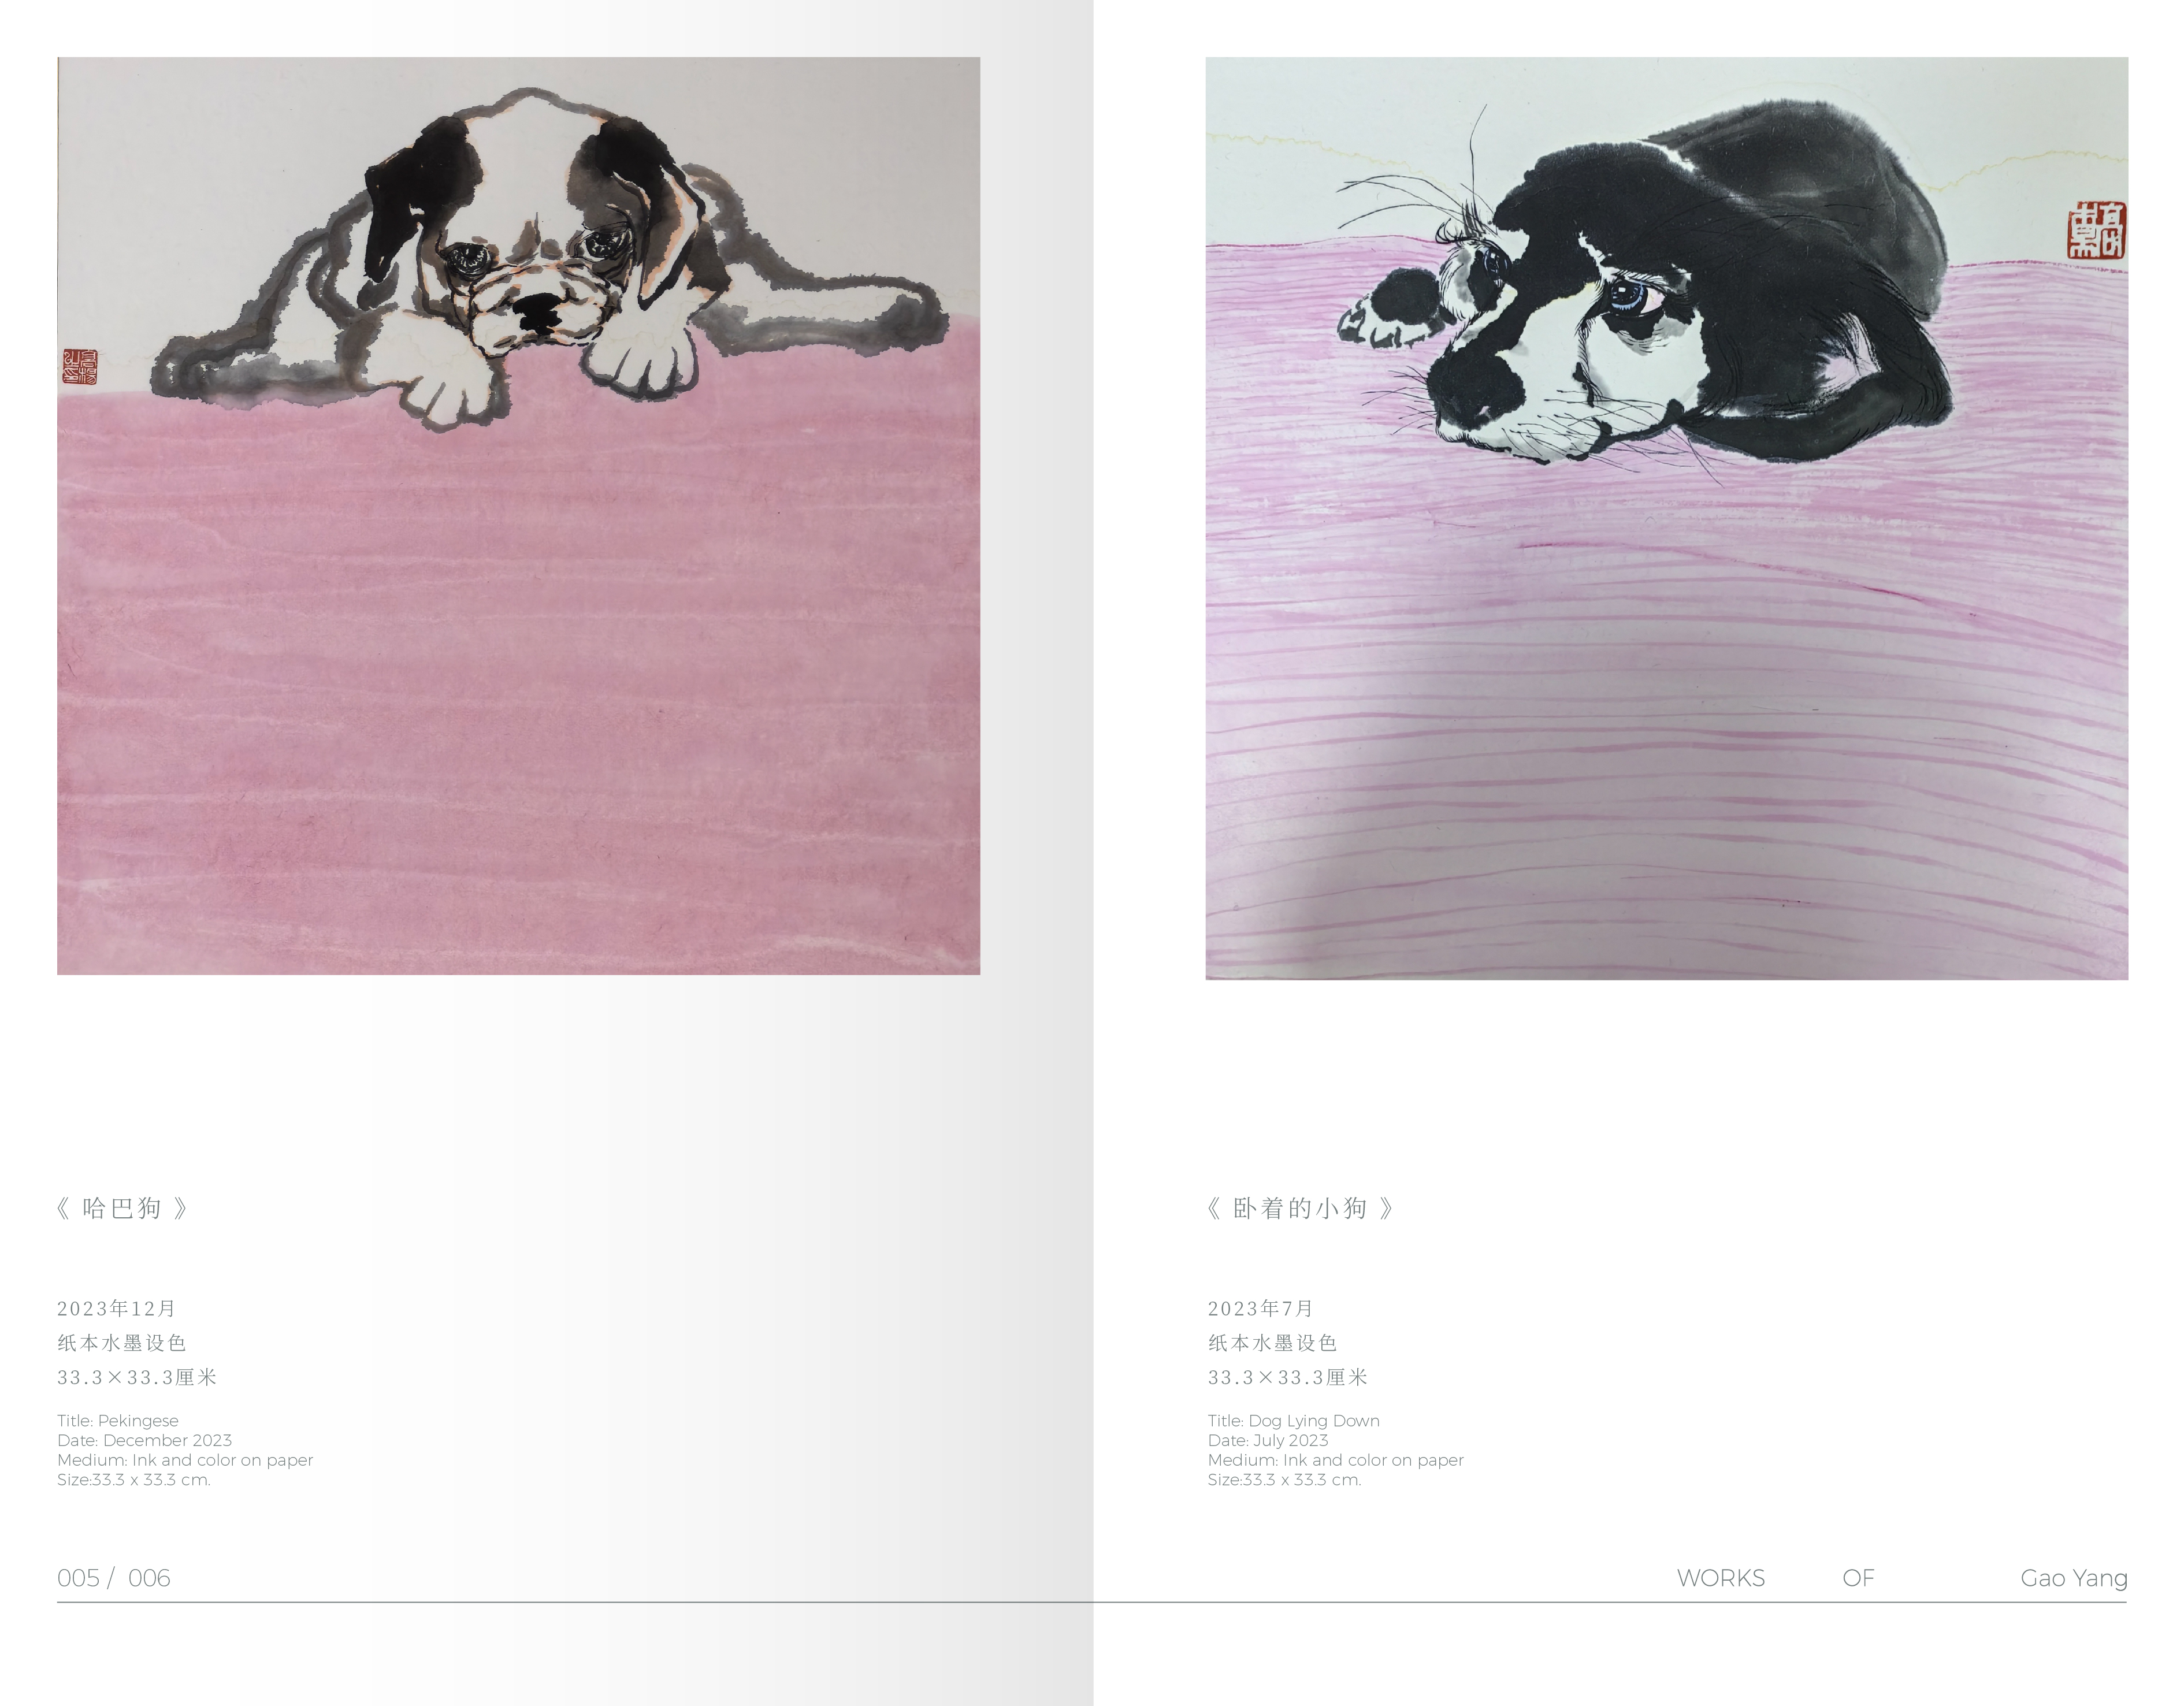 《 哈巴狗 》
2023年12月
纸本水墨设色
33.3×33.3厘米
Title: Pekingese
Date: December 2023
Medium: Ink and color on paper
Size:33.3 x 33.3 cm.
《 卧着的小狗 》
2023年7月
纸本水墨设色
33.3×33.3厘米
Title: Dog Lying Down
Date: July 2023
Medium: Ink and color on paper
Size:33.3 x 33.3 cm.
005 / 006
WORKS OF Gao Yang